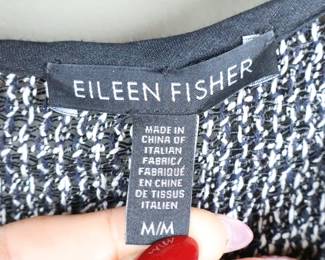 EILEEN FISHER
MADE IN
CHINA OF
ITALIAN
FABRIC/
FABRIQUÉ
EN CHINE
DE TISSUS
ITALIEN
M/M